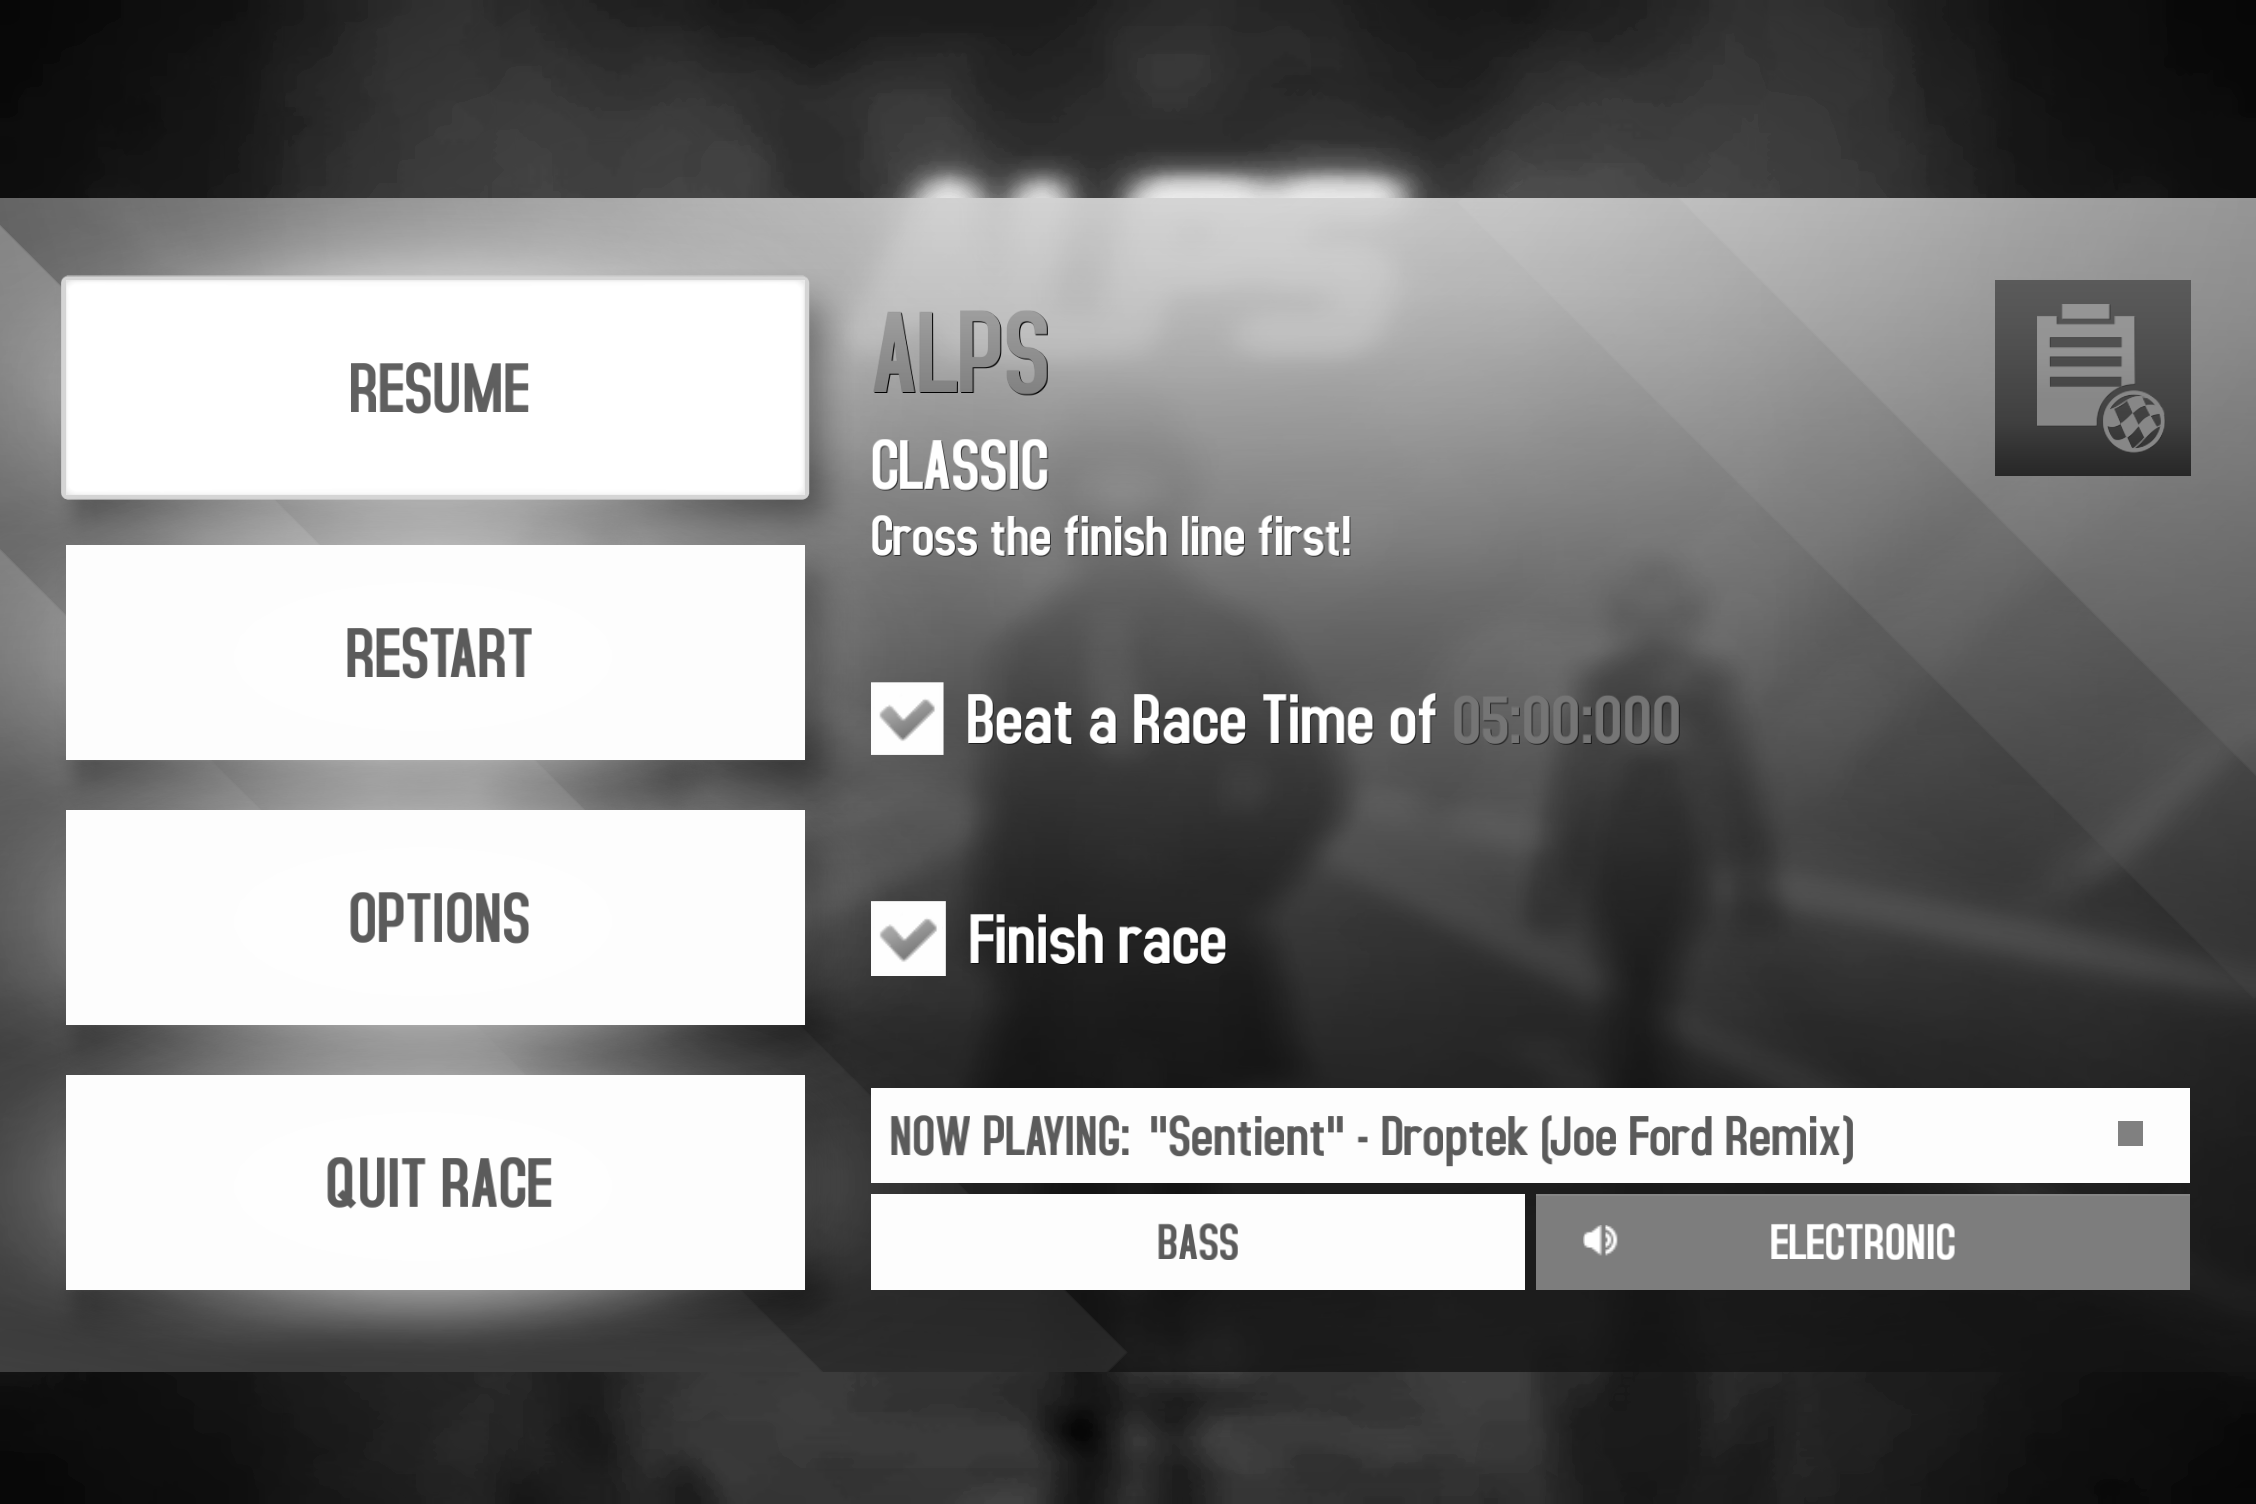 RESUME
RESTART
OPTIONS
QUIT RACE
ALPS
CLASSIC
Cross the finish line first!
Beat a Race Time of 05:00:000
Finish race
NOW PLAYING: "Sentient" - Droptek (Joe Ford Remix)
BASS
ELECTRONIC